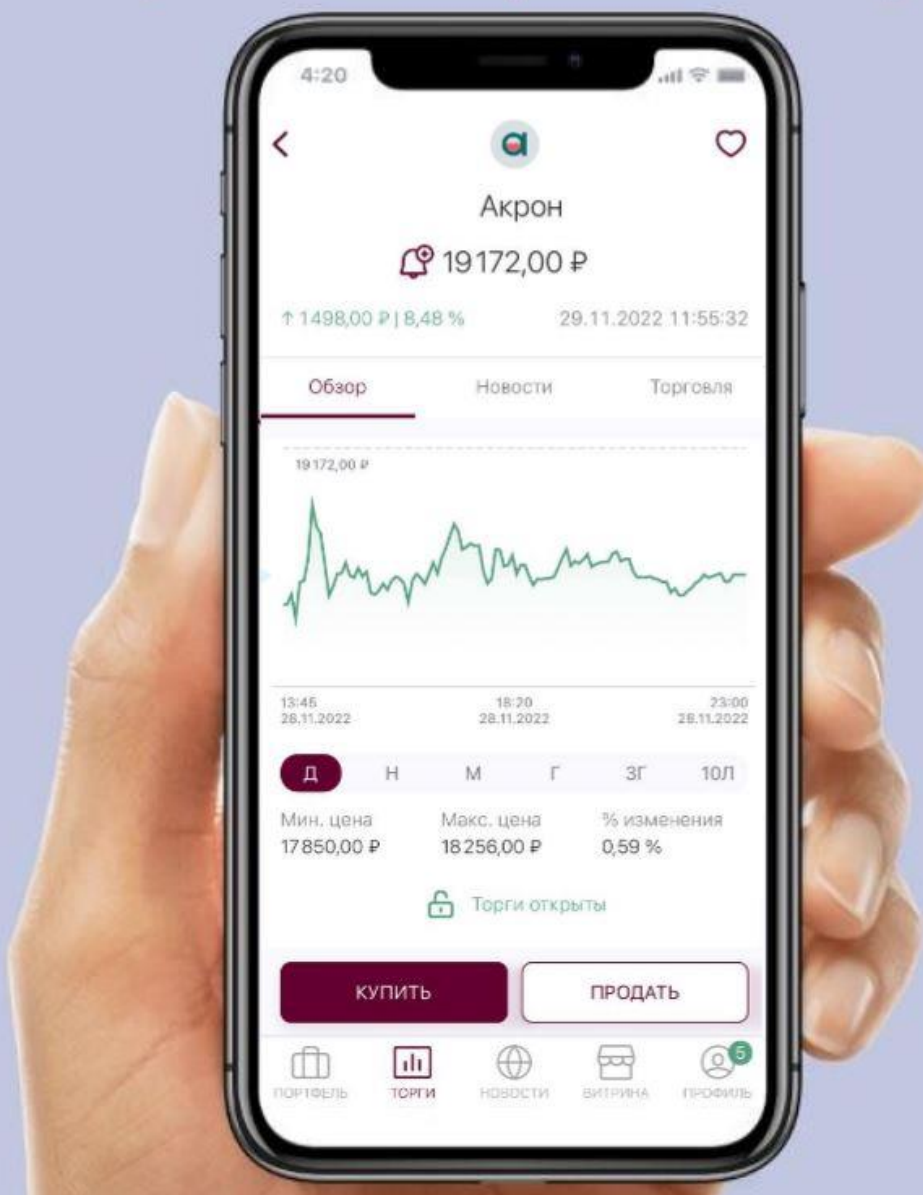 4:20
Акрон
19172,00 ₽
↑ 1498,00 ₽ | 8,48 %
29.11.2022 11:55:32
Обзор
Новости
Торговля
19172,00 ₽
13:45
28.11.2022
18:20
28.11.2022
23:00
28.11.2022
Д
Н
М
Г
3Г
10Л
Мин. цена
17850,00 ₽
Макс. цена
18256,00 ₽
% изменения
0,59 %
Торги открыты
КУПИТЬ
ПРОДАТЬ
5
ПОРТФЕЛЬ
ТОРГИ
НОВОСТИ
ВИТРИНА
ПРОФИЛЬ